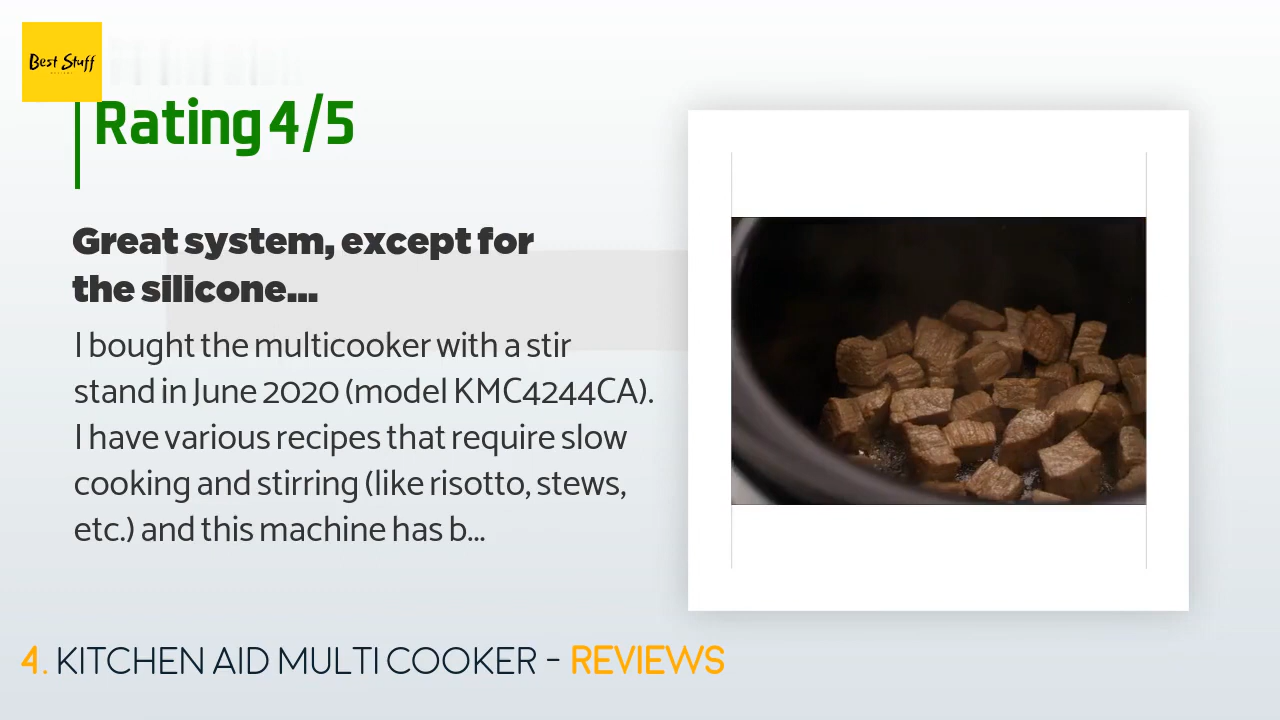 Best Stuff
Rating 4/5
Great system, except for
the silicone...
I bought the multicooker with a stir
stand in June 2020 (model KMC4244CA).
I have various recipes that require slow
cooking and stirring (like risotto, stews,
etc.) and this machine has b...
4. KITCHEN AID MULTI COOKER - REVIEWS